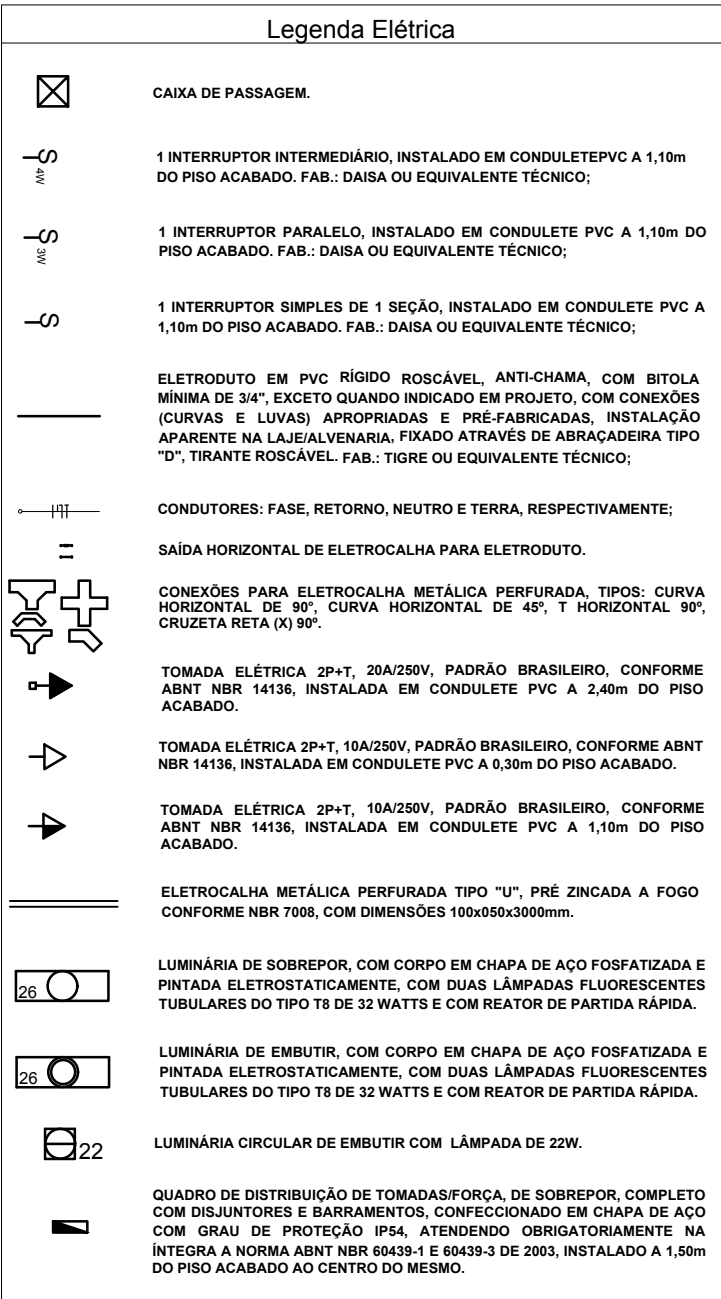 Legenda Elétrica
CAIXA DE PASSAGEM.
S 4W
1 INTERRUPTOR INTERMEDIÁRIO, INSTALADO EM CONDULETEPVC A 1,10m
DO PISO ACABADO. FAB.: DAISA OU EQUIVALENTE TÉCNICO;
S 3W
1 INTERRUPTOR PARALELO, INSTALADO EM CONDULETE PVC A 1,10m DO
PISO ACABADO. FAB.: DAISA OU EQUIVALENTE TÉCNICO;
S
1 INTERRUPTOR SIMPLES DE 1 SEÇÃO, INSTALADO EM CONDULETE PVC A
1,10m DO PISO ACABADO. FAB.: DAISA OU EQUIVALENTE TÉCNICO;
ELETRODUTO EM PVC RÍGIDO ROSCÁVEL, ANTI-CHAMA, COM BITOLA
MÍNIMA DE 3/4", EXCETO QUANDO INDICADO EM PROJETO, COM CONEXÕES
(CURVAS E LUVAS) APROPRIADAS E PRÉ-FABRICADAS, INSTALAÇÃO
APARENTE NA LAJE/ALVENARIA, FIXADO ATRAVÉS DE ABRAÇADEIRA TIPO
"D", TIRANTE ROSCÁVEL. FAB.: TIGRE OU EQUIVALENTE TÉCNICO;
CONDUTORES: FASE, RETORNO, NEUTRO E TERRA, RESPECTIVAMENTE;
SAÍDA HORIZONTAL DE ELETROCALHA PARA ELETRODUTO.
CONEXÕES PARA ELETROCALHA METÁLICA PERFURADA, TIPOS: CURVA
HORIZONTAL DE 90°, CURVA HORIZONTAL DE 45º, T HORIZONTAL 90º,
CRUZETA RETA (X) 90º.
TOMADA ELÉTRICA 2P+T, 20A/250V, PADRÃO BRASILEIRO, CONFORME
ABNT NBR 14136, INSTALADA EM CONDULETE PVC A 2,40m DO PISO
ACABADO.
TOMADA ELÉTRICA 2P+T, 10A/250V, PADRÃO BRASILEIRO, CONFORME ABNT
NBR 14136, INSTALADA EM CONDULETE PVC A 0,30m DO PISO ACABADO.
TOMADA ELÉTRICA 2P+T, 10A/250V, PADRÃO BRASILEIRO, CONFORME
ABNT NBR 14136, INSTALADA EM CONDULETE PVC A 1,10m DO PISO
ACABADO.
ELETROCALHA METÁLICA PERFURADA TIPO "U", PRÉ ZINCADA A FOGO
CONFORME NBR 7008, COM DIMENSÕES 100x050x3000mm.
26
LUMINÁRIA DE SOBREPOR, COM CORPO EM CHAPA DE AÇO FOSFATIZADA E
PINTADA ELETROSTATICAMENTE, COM DUAS LÂMPADAS FLUORESCENTES
TUBULARES DO TIPO T8 DE 32 WATTS E COM REATOR DE PARTIDA RÁPIDA.
26
LUMINÁRIA DE EMBUTIR, COM CORPO EM CHAPA DE AÇO FOSFATIZADA E
PINTADA ELETROSTATICAMENTE, COM DUAS LÂMPADAS FLUORESCENTES
TUBULARES DO TIPO T8 DE 32 WATTS E COM REATOR DE PARTIDA RÁPIDA.
22
LUMINÁRIA CIRCULAR DE EMBUTIR COM LÂMPADA DE 22W.
QUADRO DE DISTRIBUIÇÃO DE TOMADAS/FORÇA, DE SOBREPOR, COMPLETO
COM DISJUNTORES E BARRAMENTOS, CONFECCIONADO EM CHAPA DE AÇO
COM GRAU DE PROTEÇÃO IP54, ATENDENDO OBRIGATORIAMENTE NA
ÍNTEGRA A NORMA ABNT NBR 60439-1 E 60439-3 DE 2003, INSTALADO A 1,50m
DO PISO ACABADO AO CENTRO DO MESMO.